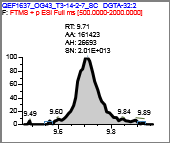 QEF1637_OG43_T3-14-2-7_SC DGTA-32:2
F: FTMS + p ESI Full ms [500.0000-2000.0000]
RT: 9.71
AA: 161423
AH: 26693
SN: 2.01E+013
100
80
60
40
20
0
9.49
9.60
9.84
9.89
9.6
9.8